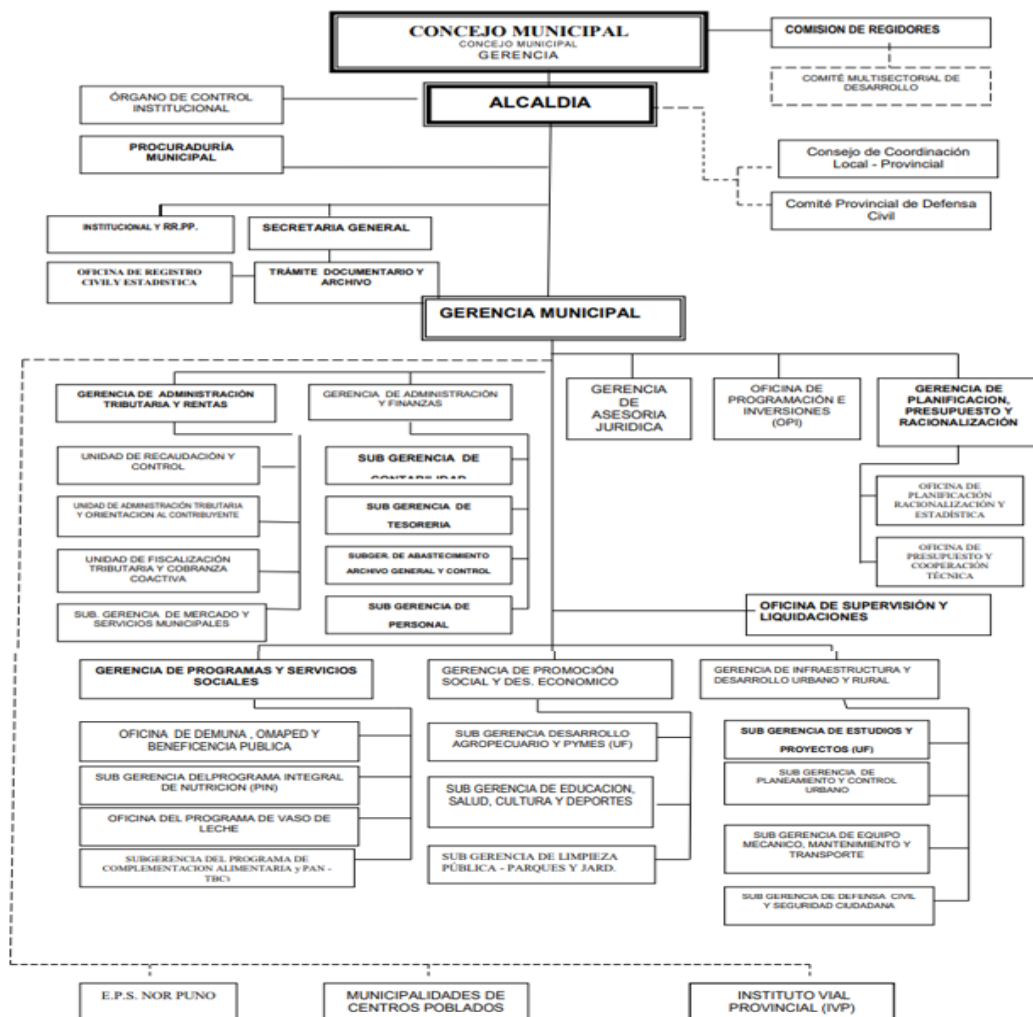 CONCEJO MUNICIPAL
CONCEJO MUNICIPAL
GERENCIA
COMISION DE REGIDORES
COMITÉ MULTISECTORIAL DE
DESARROLLO
ÓRGANO DE CONTROL
INSTITUCIONAL
ALCALDIA
PROCURADURÍA
MUNICIPAL
Consejo de Coordinación
Local - Provincial
Comité Provincial de Defensa
Civil
INSTITUCIONAL Y RR.PP.
SECRETARIA GENERAL
OFICINA DE REGISTRO
CIVILY ESTADISTICA
TRÁMITE DOCUMENTARIO Y
ARCHIVO
GERENCIA MUNICIPAL
GERENCIA DE ADMINISTRACIÓN
TRIBUTARIA Y RENTAS
GERENCIA DE ADMINISTRACIÓN
Y FINANZAS
GERENCIA
DE
ASESORIA
JURIDICA
OFICINA DE
PROGRAMACIÓN E
INVERSIONES
(OPI)
GERENCIA DE
PLANIFICACION,
PRESUPUESTO Y
RACIONALIZACIÓN
UNIDAD DE RECAUDACIÓN Y
CONTROL
UNIDAD DE ADMINISTRACIÓN TRIBUTARIA
Y ORIENTACION AL CONTRIBUYENTE
UNIDAD DE FISCALIZACIÓN
TRIBUTARIA Y COBRANZA
COACTIVA
SUB. GERENCIA DE MERCADO Y
SERVICIOS MUNICIPALES
SUB GERENCIA DE
CONTABILIDAD
SUB GERENCIA DE
TESORERIA
SUBGER. DE ABASTECIMIENTO
ARCHIVO GENERAL Y CONTROL
SUB GERENCIA DE
PERSONAL
OFICINA DE
PLANIFICACIÓN
RACIONALIZACIÓN Y
ESTADÍSTICA
OFICINA DE
PRESUPUESTO Y
COOPERACIÓN
TÉCNICA
OFICINA DE SUPERVISIÓN Y
LIQUIDACIONES
GERENCIA DE PROGRAMAS Y SERVICIOS
SOCIALES
GERENCIA DE PROMOCIÓN
SOCIAL Y DES. ECONOMICO
GERENCIA DE INFRAESTRUCTURA Y
DESARROLLO URBANO Y RURAL
OFICINA DE DEMUNA , OMAPED Y
BENEFICENCIA PUBLICA
SUB GERENCIA DELPROGRAMA INTEGRAL
DE NUTRICION (PIN)
OFICINA DEL PROGRAMA DE VASO DE
LECHE
SUBGERENCIA DEL PROGRAMA DE
COMPLEMENTACION ALIMENTARIA y PAN -
TBC)
SUB GERENCIA DESARROLLO
AGROPECUARIO Y PYMES (UF)
SUB GERENCIA DE EDUCACION,
SALUD, CULTURA Y DEPORTES
SUB GERENCIA DE LIMPIEZA
PÚBLICA - PARQUES Y JARD.
SUB GERENCIA DE ESTUDIOS Y
PROYECTOS (UF)
SUB GERENCIA DE
PLANEAMIENTO Y CONTROL
URBANO
SUB GERENCIA DE EQUIPO
MECANICO, MANTENIMIENTO Y
TRANSPORTE
SUB GERENCIA DE DEFENSA CIVIL
Y SEGURIDAD CIUDADANA
E.P.S. NOR PUNO
MUNICIPALIDADES DE
CENTROS POBLADOS
INSTITUTO VIAL
PROVINCIAL (IVP)